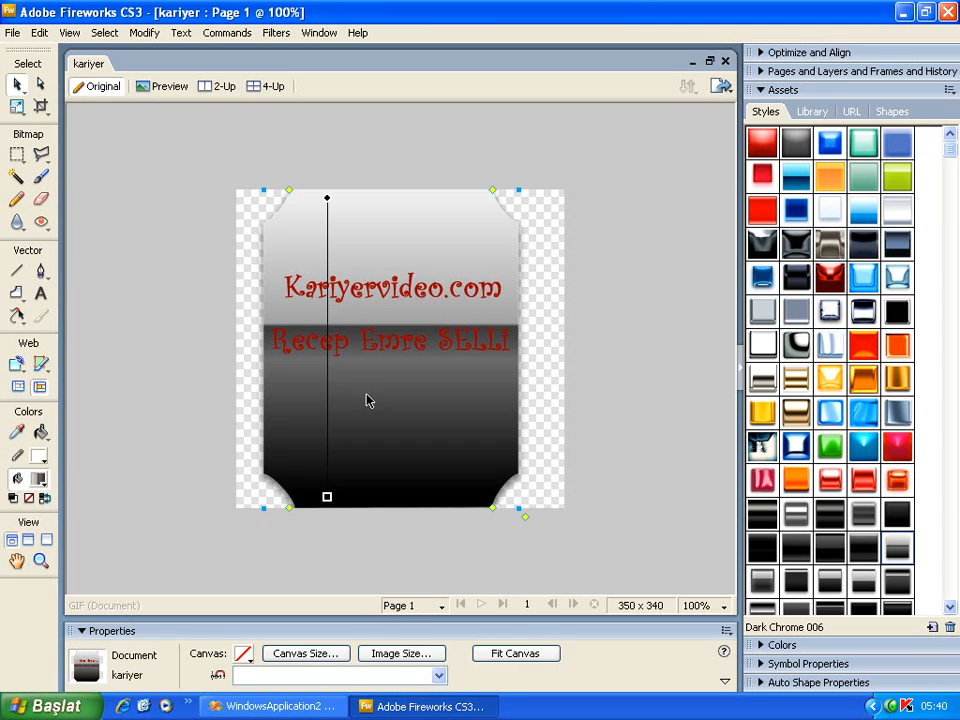 Adobe Fireworks CS3 - [kariyer : Page 1 @ 100%]
File Edit View Select Modify Text Commands Filters Window Help
Select
Bitmap
Vector
Web
Colors
View
kariyer
Original Preview 2-Up 4-Up
Kariyervideo.com
Recep Emre SELLİ
GIF (Document) Page 1 1 350 x 340 100%
Properties
Document
kariyer
Canvas: Canvas Size... Image Size... Fit Canvas
Optimize and Align
Pages and Layers and Frames and History
Assets
Styles Library URL Shapes
Dark Chrome 006
Colors
Symbol Properties
Auto Shape Properties
Başlat WindowsApplication2 ... Adobe Fireworks CS3... 05:40